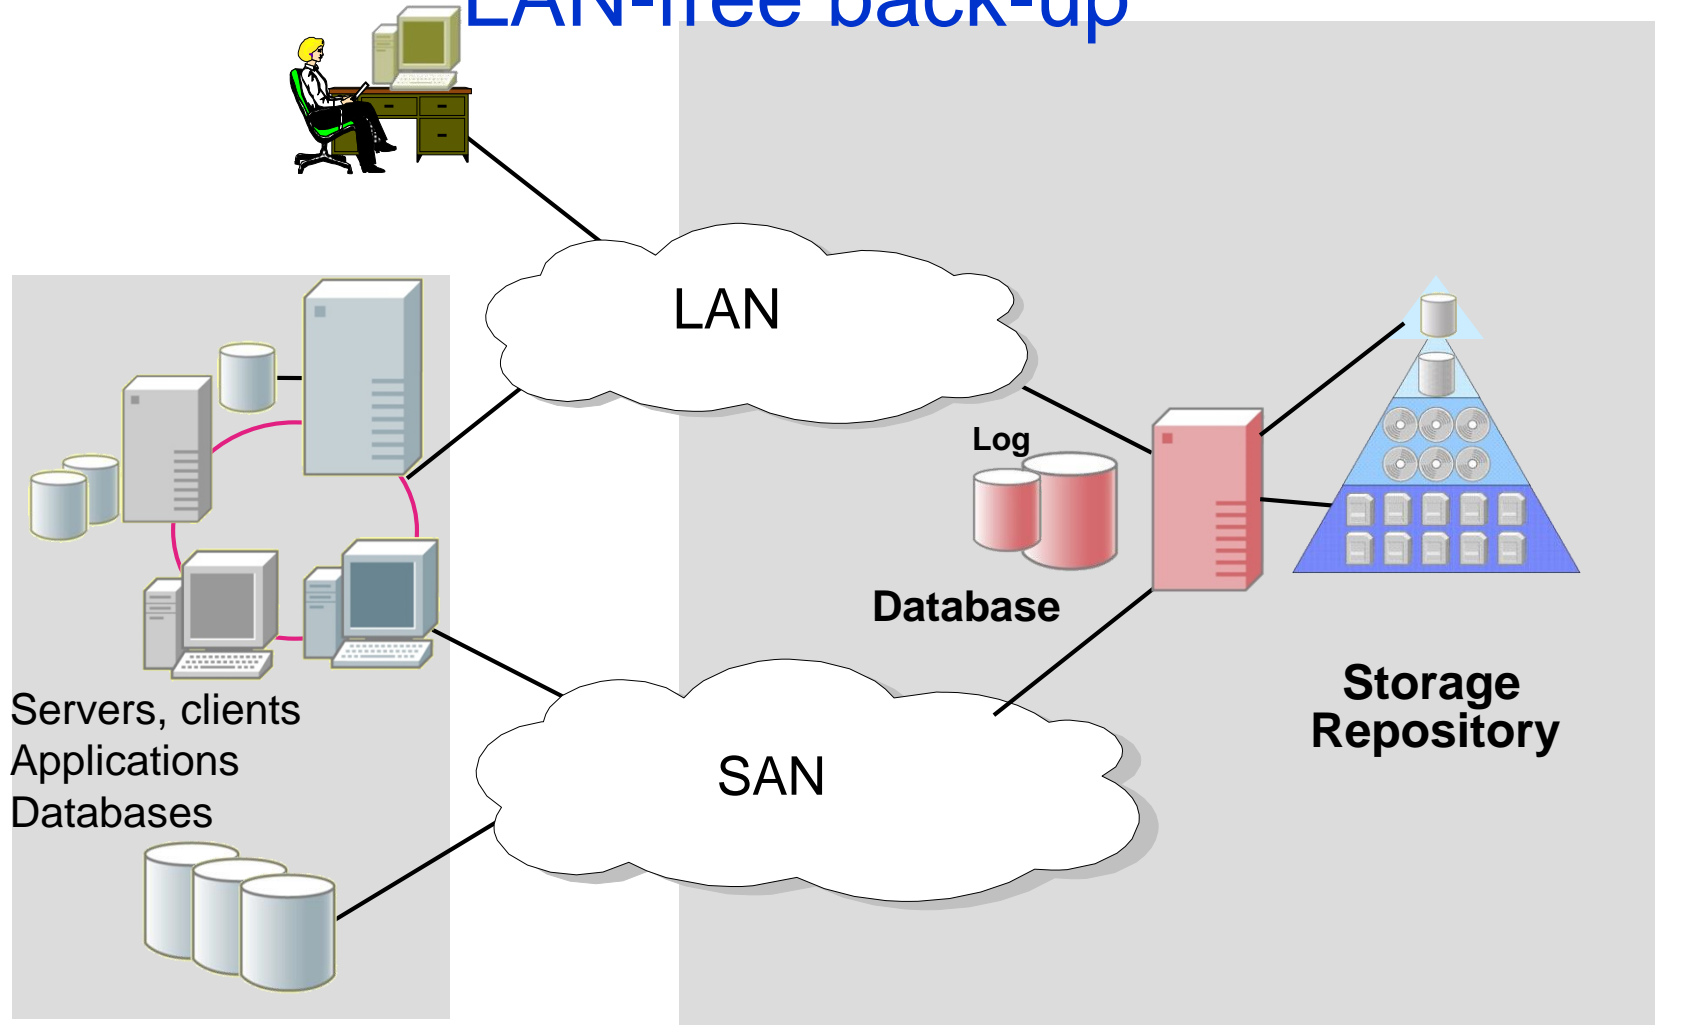 LAN-free back-up
LAN
Log
Database
Storage
Repository
Servers, clients
Applications
Databases
SAN